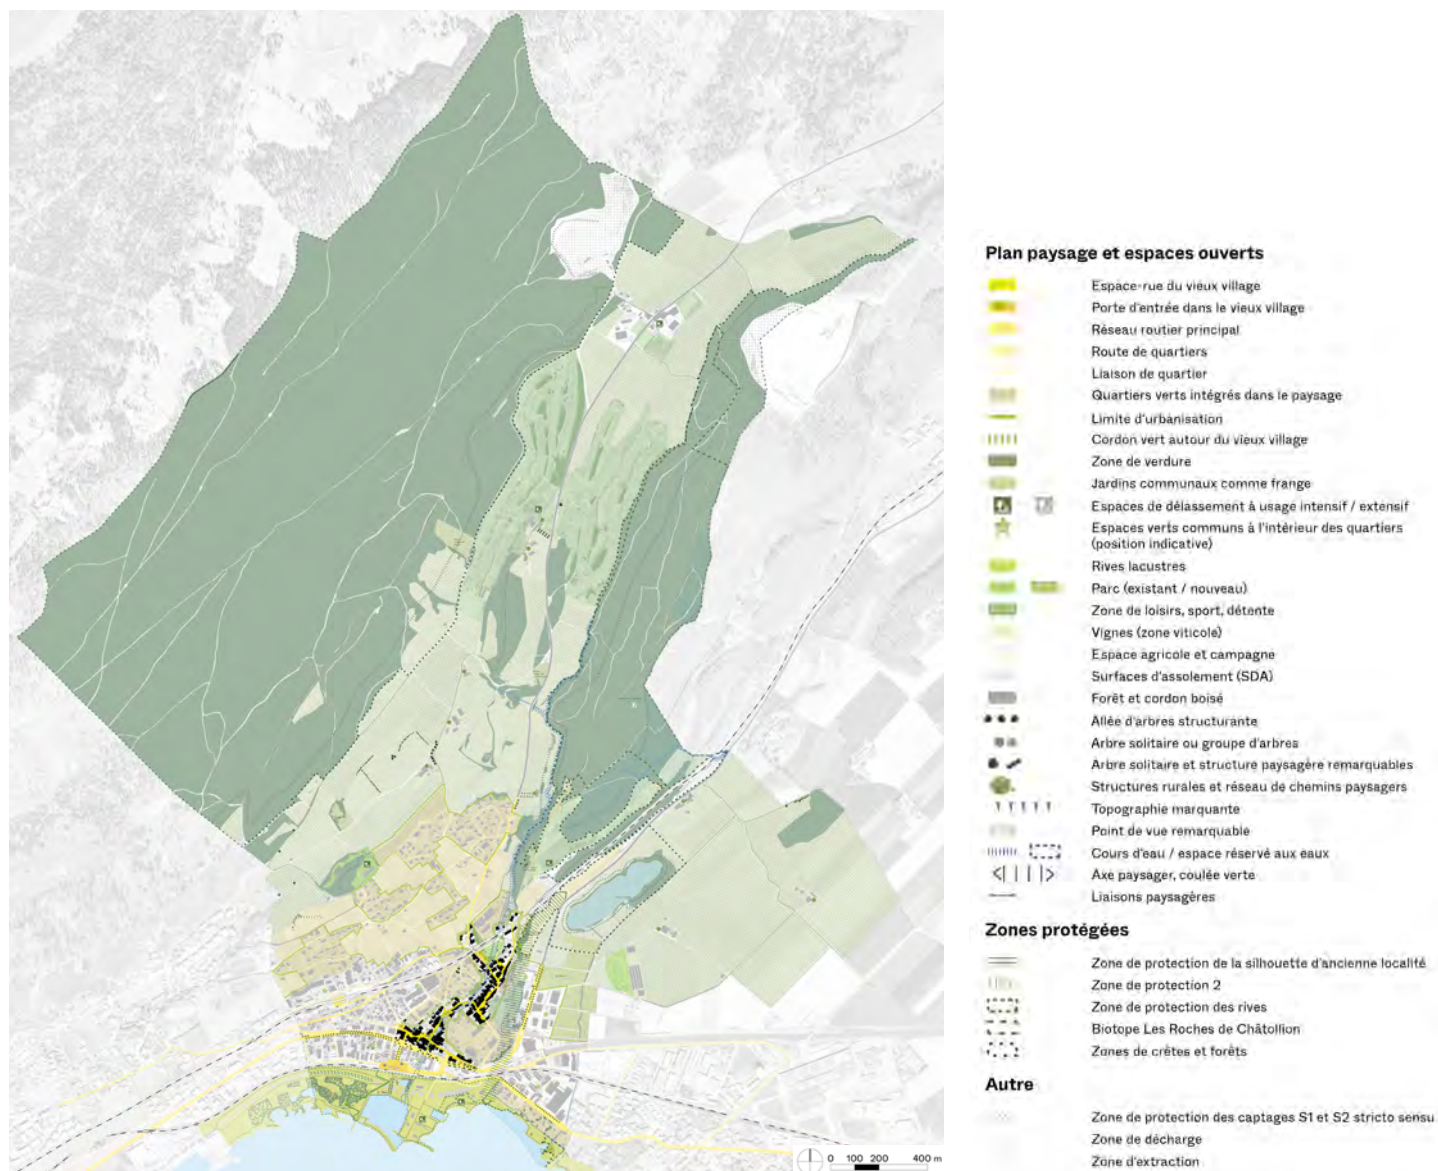 Plan paysage et espaces ouverts
Espace-rue du vieux village
Porte d'entrée dans le vieux village
Réseau routier principal
Route de quartiers
Liaison de quartier
Quartiers verts intégrés dans le paysage
Limite d'urbanisation
Cordon vert autour du vieux village
Zone de verdure
Jardins communaux comme frange
Espaces de délassement à usage intensif / extensif
Espaces verts communs à l'intérieur des quartiers
(position indicative)
Rives lacustres
Parc (existant / nouveau)
Zone de loisirs, sport, détente
Vignes (zone viticole)
Espace agricole et campagne
Surfaces d'assolement (SDA)
Forêt et cordon boisé
Allée d'arbres structurante
Arbre solitaire ou groupe d'arbres
Arbre solitaire et structure paysagère remarquables
Structures rurales et réseau de chemins paysagers
Topographie marquante
Point de vue remarquable
Cours d'eau / espace réservé aux eaux
Axe paysager, coulée verte
Liaisons paysagères
Zones protégées
Zone de protection de la silhouette d'ancienne localité
Zone de protection 2
Zone de protection des rives
Biotope Les Roches de Châtollion
Zones de crêtes et forêts
Autre
Zone de protection des captages S1 et S2 stricto sensu
Zone de décharge
Zone d'extraction
0 100 200 400 m